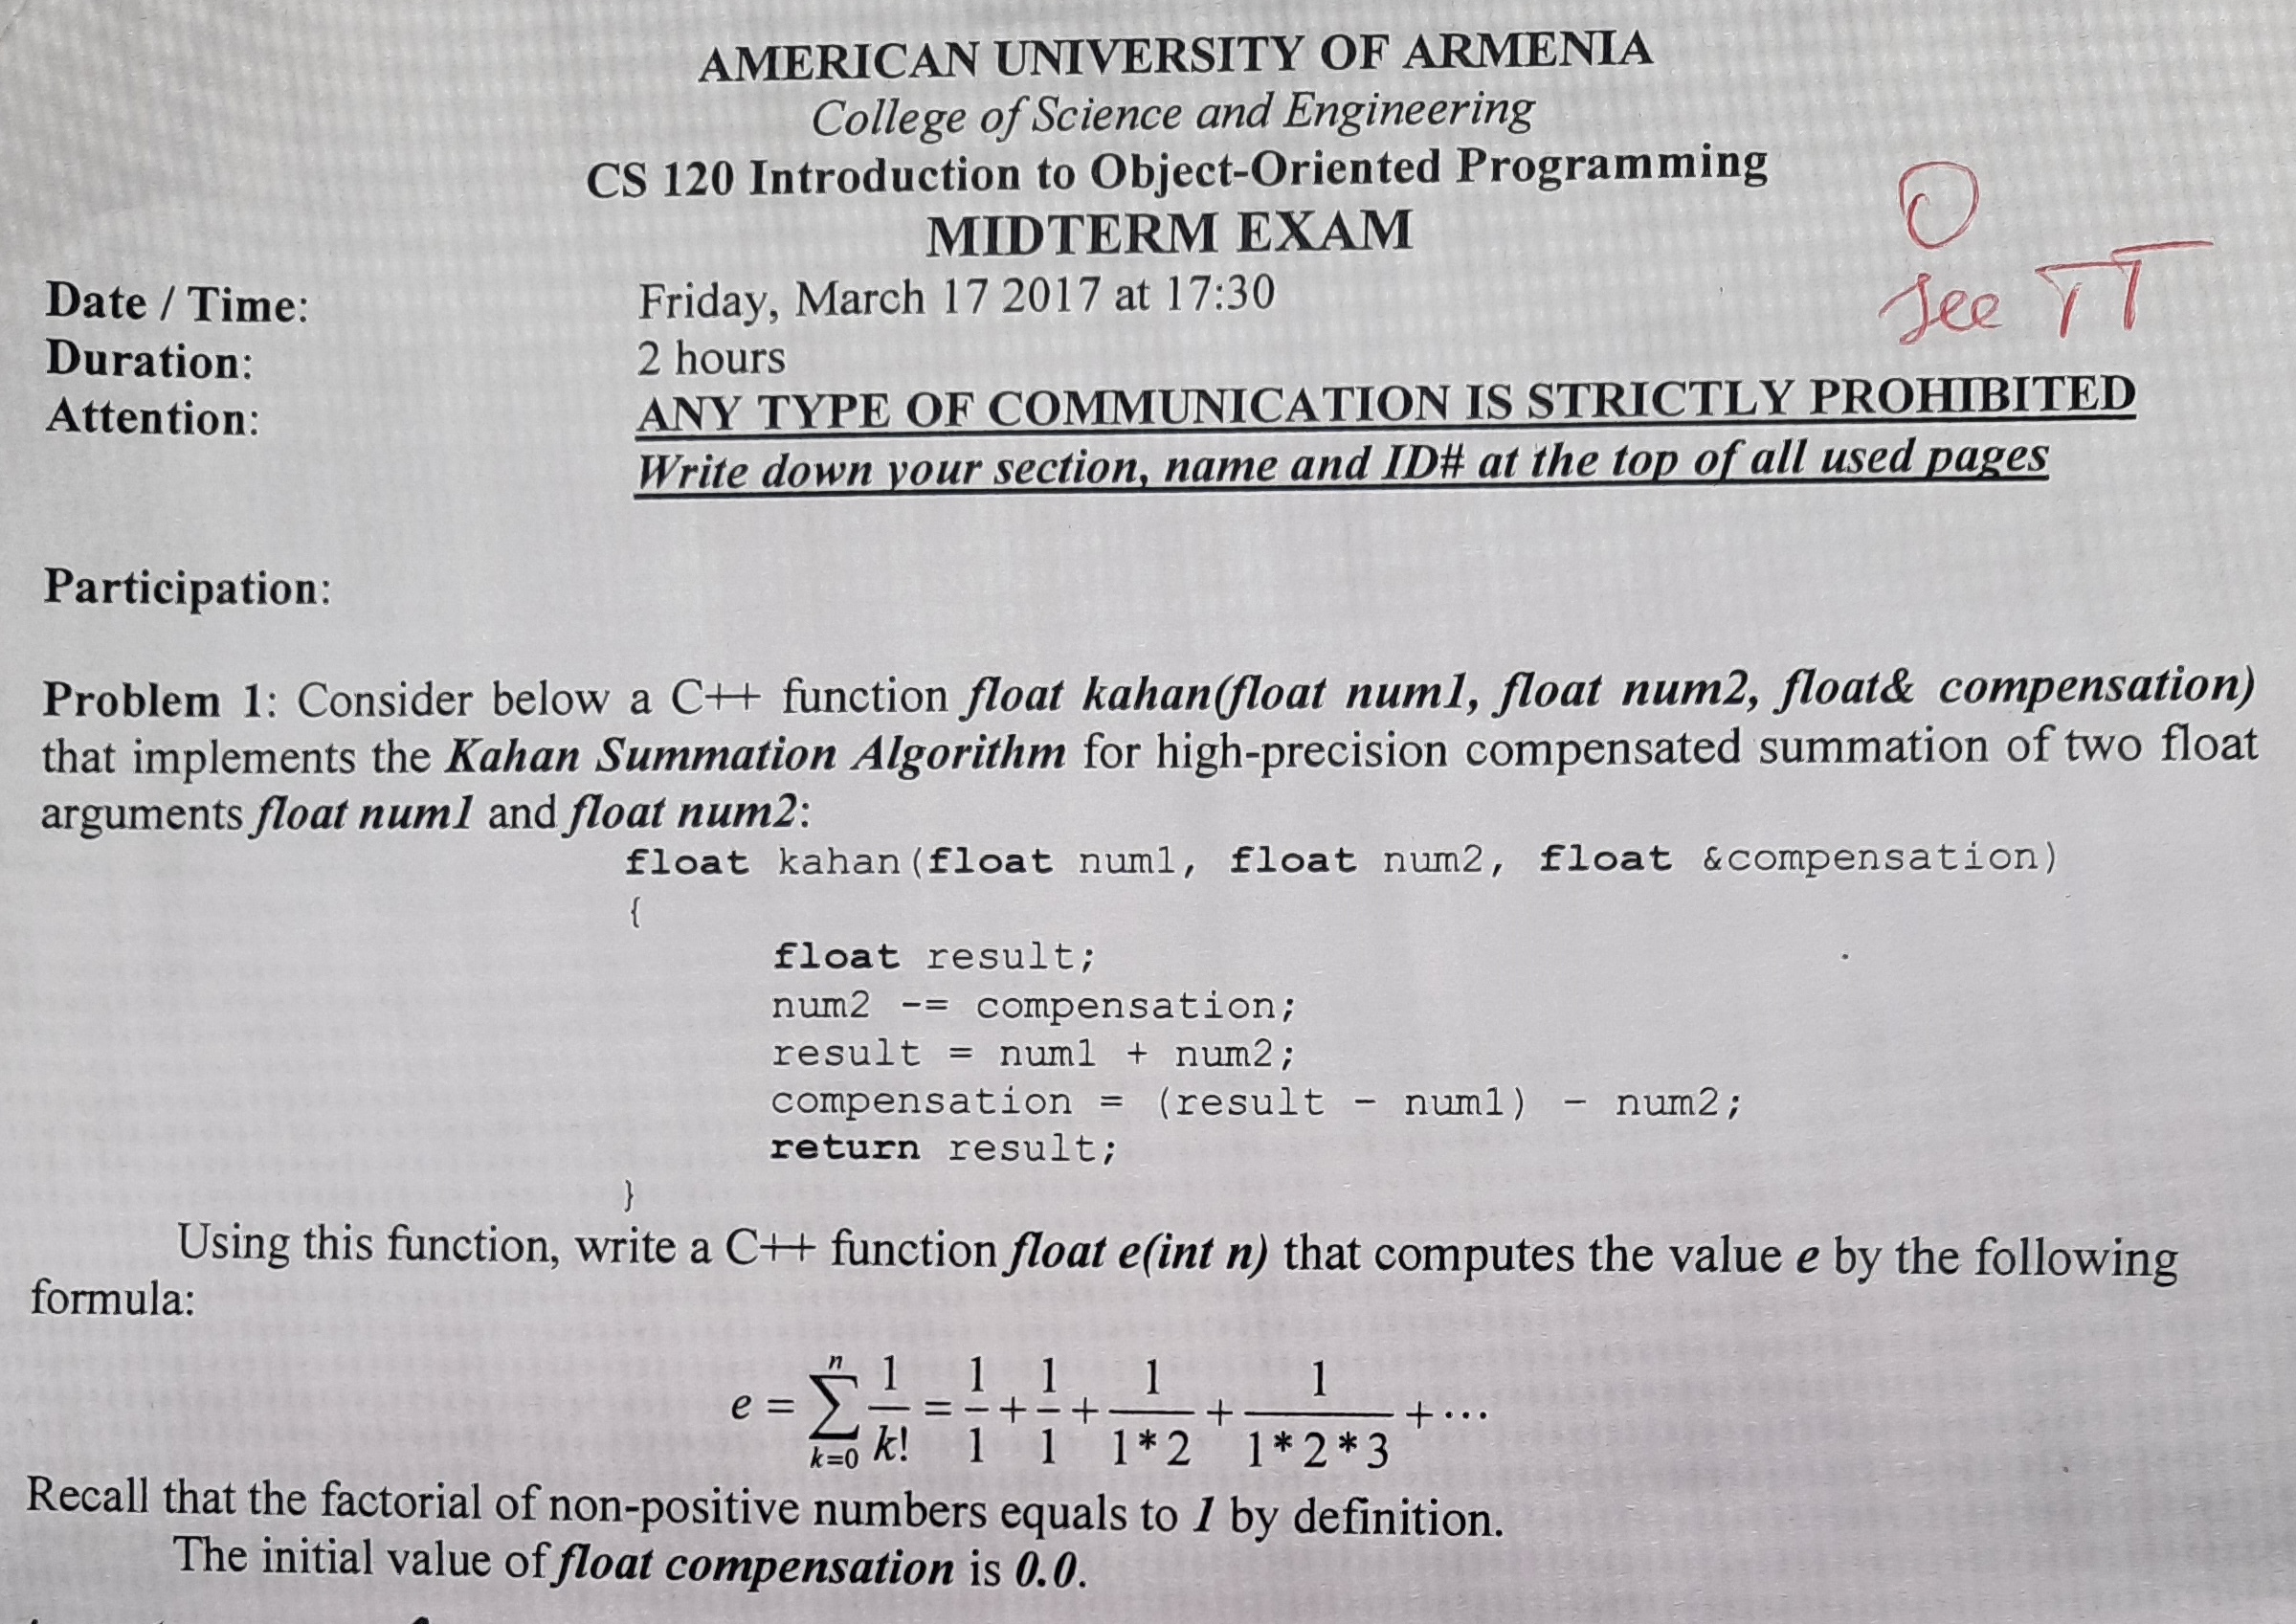 AMERICAN UNIVERSITY OF ARMENIA
College of Science and Engineering
CS 120 Introduction to Object-Oriented Programming
MIDTERM EXAM
0
See TT
Date / Time: Friday, March 17 2017 at 17:30
Duration: 2 hours
Attention: ANY TYPE OF COMMUNICATION IS STRICTLY PROHIBITED
Write down your section, name and ID# at the top of all used pages
Participation:
Problem 1: Consider below a C++ function float kahan(float num1, float num2, float& compensation)
that implements the Kahan Summation Algorithm for high-precision compensated summation of two float
arguments float num1 and float num2:
float kahan(float num1, float num2, float &compensation)
{
float result;
num2 -= compensation;
result = num1 + num2;
compensation = (result - num1) - num2;
return result;
}
Using this function, write a C++ function float e(int n) that computes the value e by the following
formula:
e = ∑_{k=0}^{n} 1/k! = 1/1 + 1/1 + 1/(1*2) + 1/(1*2*3) + ···
Recall that the factorial of non-positive numbers equals to 1 by definition.
The initial value of float compensation is 0.0.